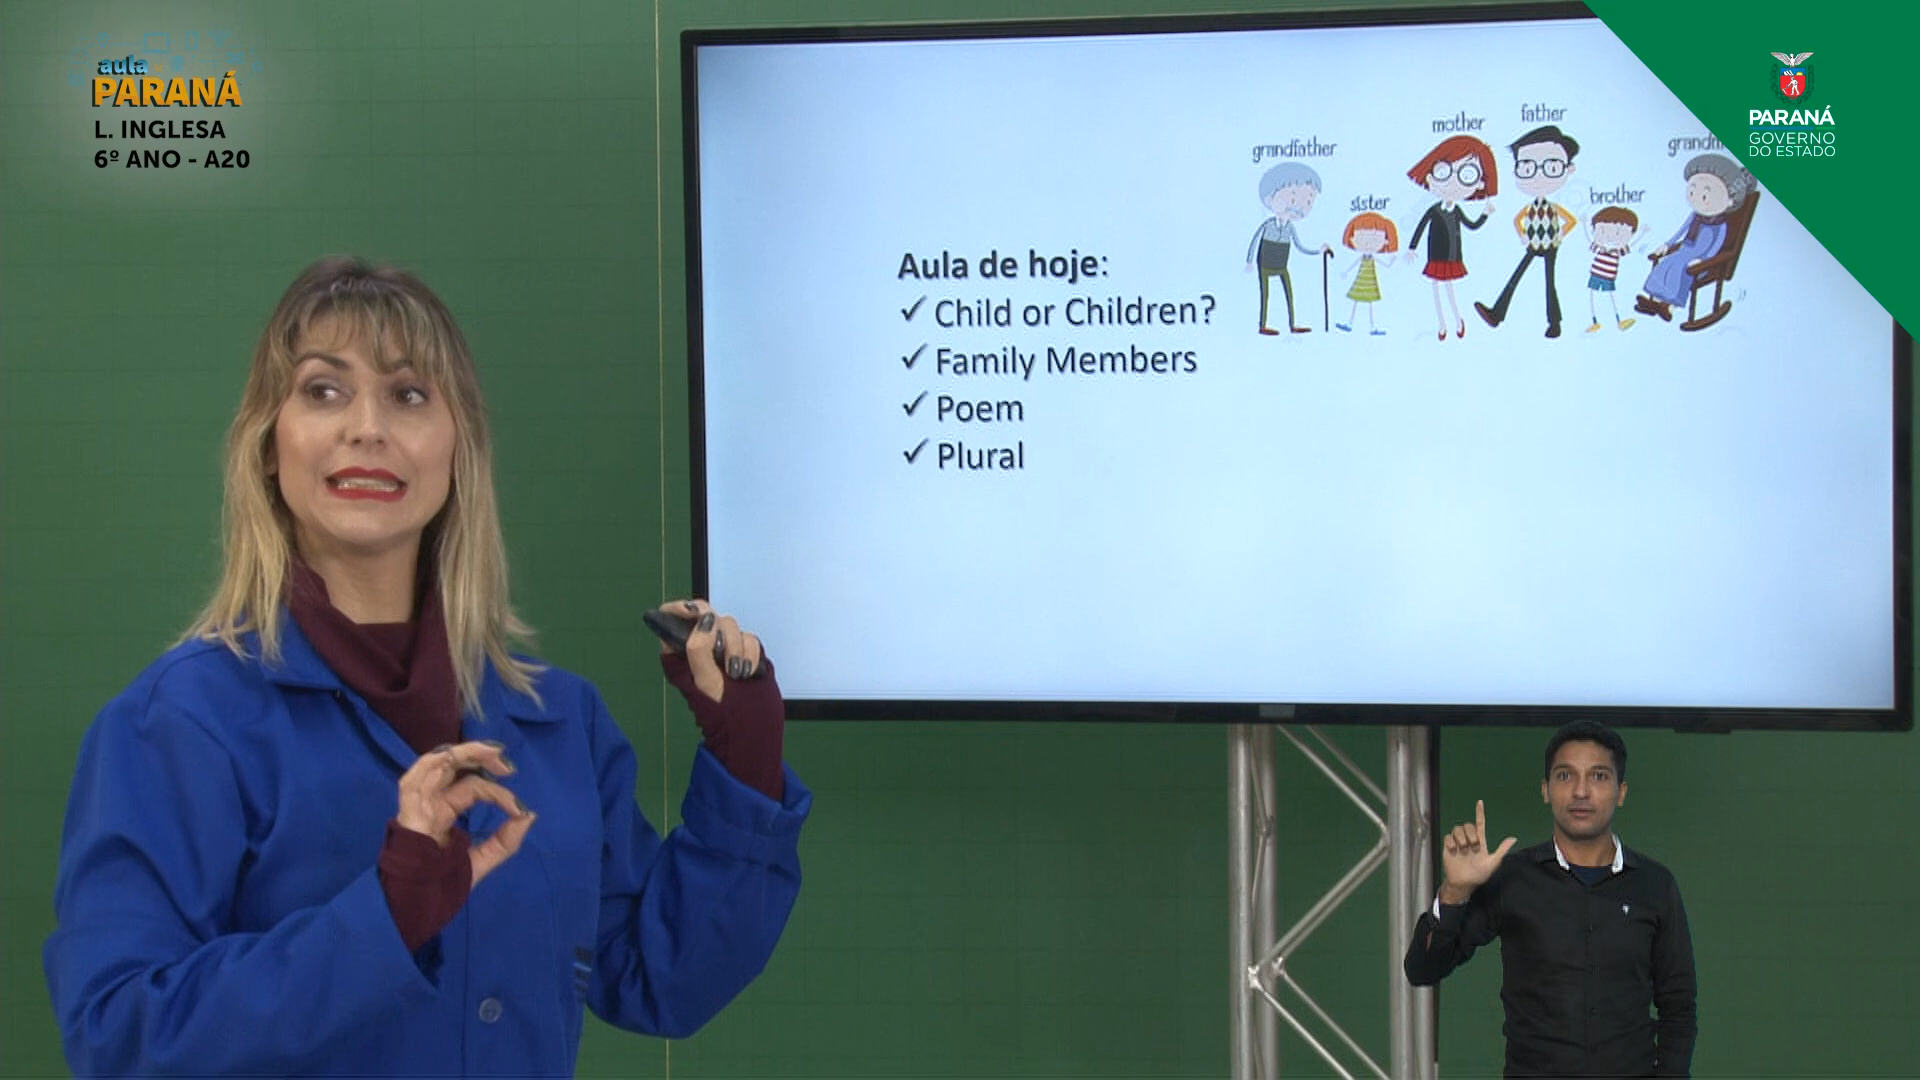 aula
PARANÁ
L. INGLESA
6º ANO - A20
grandfather
sister
mother
father
brother
Aula de hoje:
✓ Child or Children?
✓ Family Members
✓ Poem
✓ Plural
PARANÁ
GOVERNO
DO ESTADO